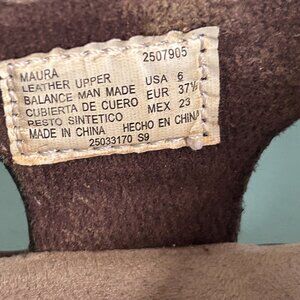 MAURA 2507905
LEATHER UPPER USA 6
BALANCE MAN MADE EUR 37½
CUBIERTA DE CUERO MEX 23
RESTO SINTETICO
MADE IN CHINA HECHO EN CHINA
25033170 S9